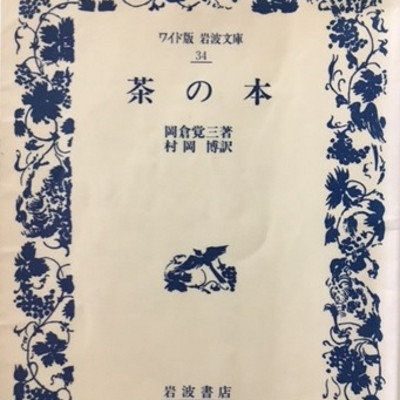 ワイド版 岩波文庫
34
茶の本
岡倉覚三著
村岡 博訳
岩波書店